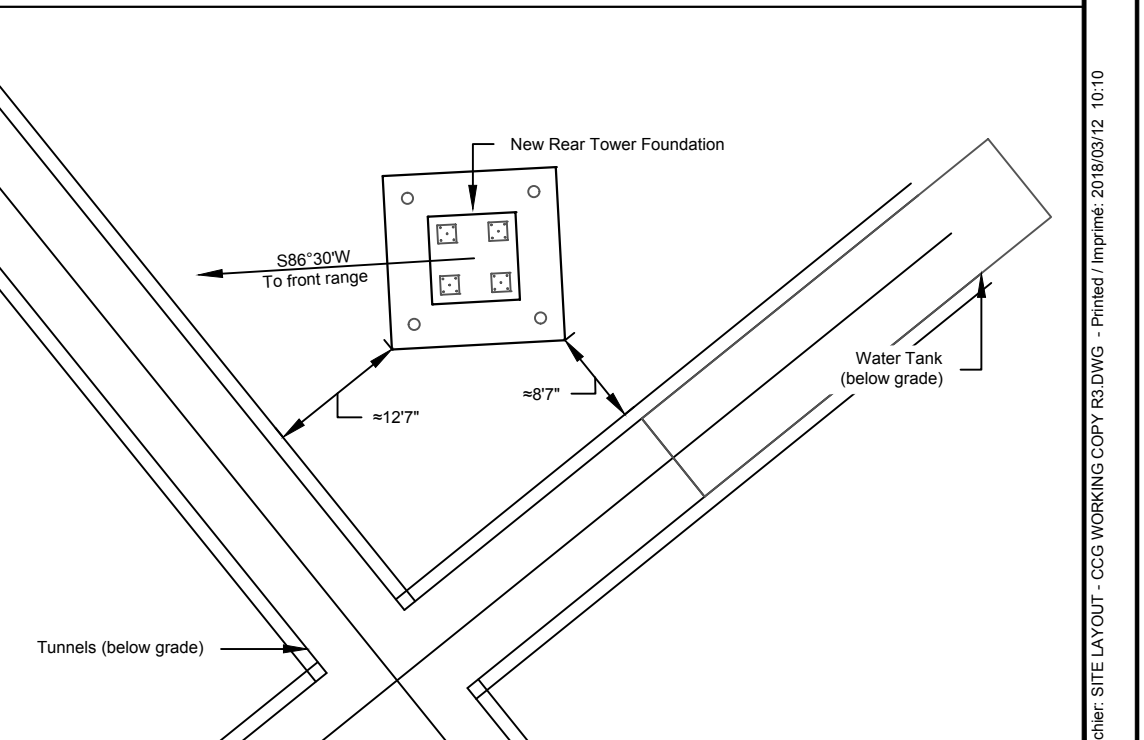 New Rear Tower Foundation
S86°30'W
To front range
≈12'7"
≈8'7"
Water Tank
(below grade)
Tunnels (below grade)
chier: SITE LAYOUT - CCG WORKING COPY R3.DWG - Printed / Imprimé: 2018/03/12 10:10